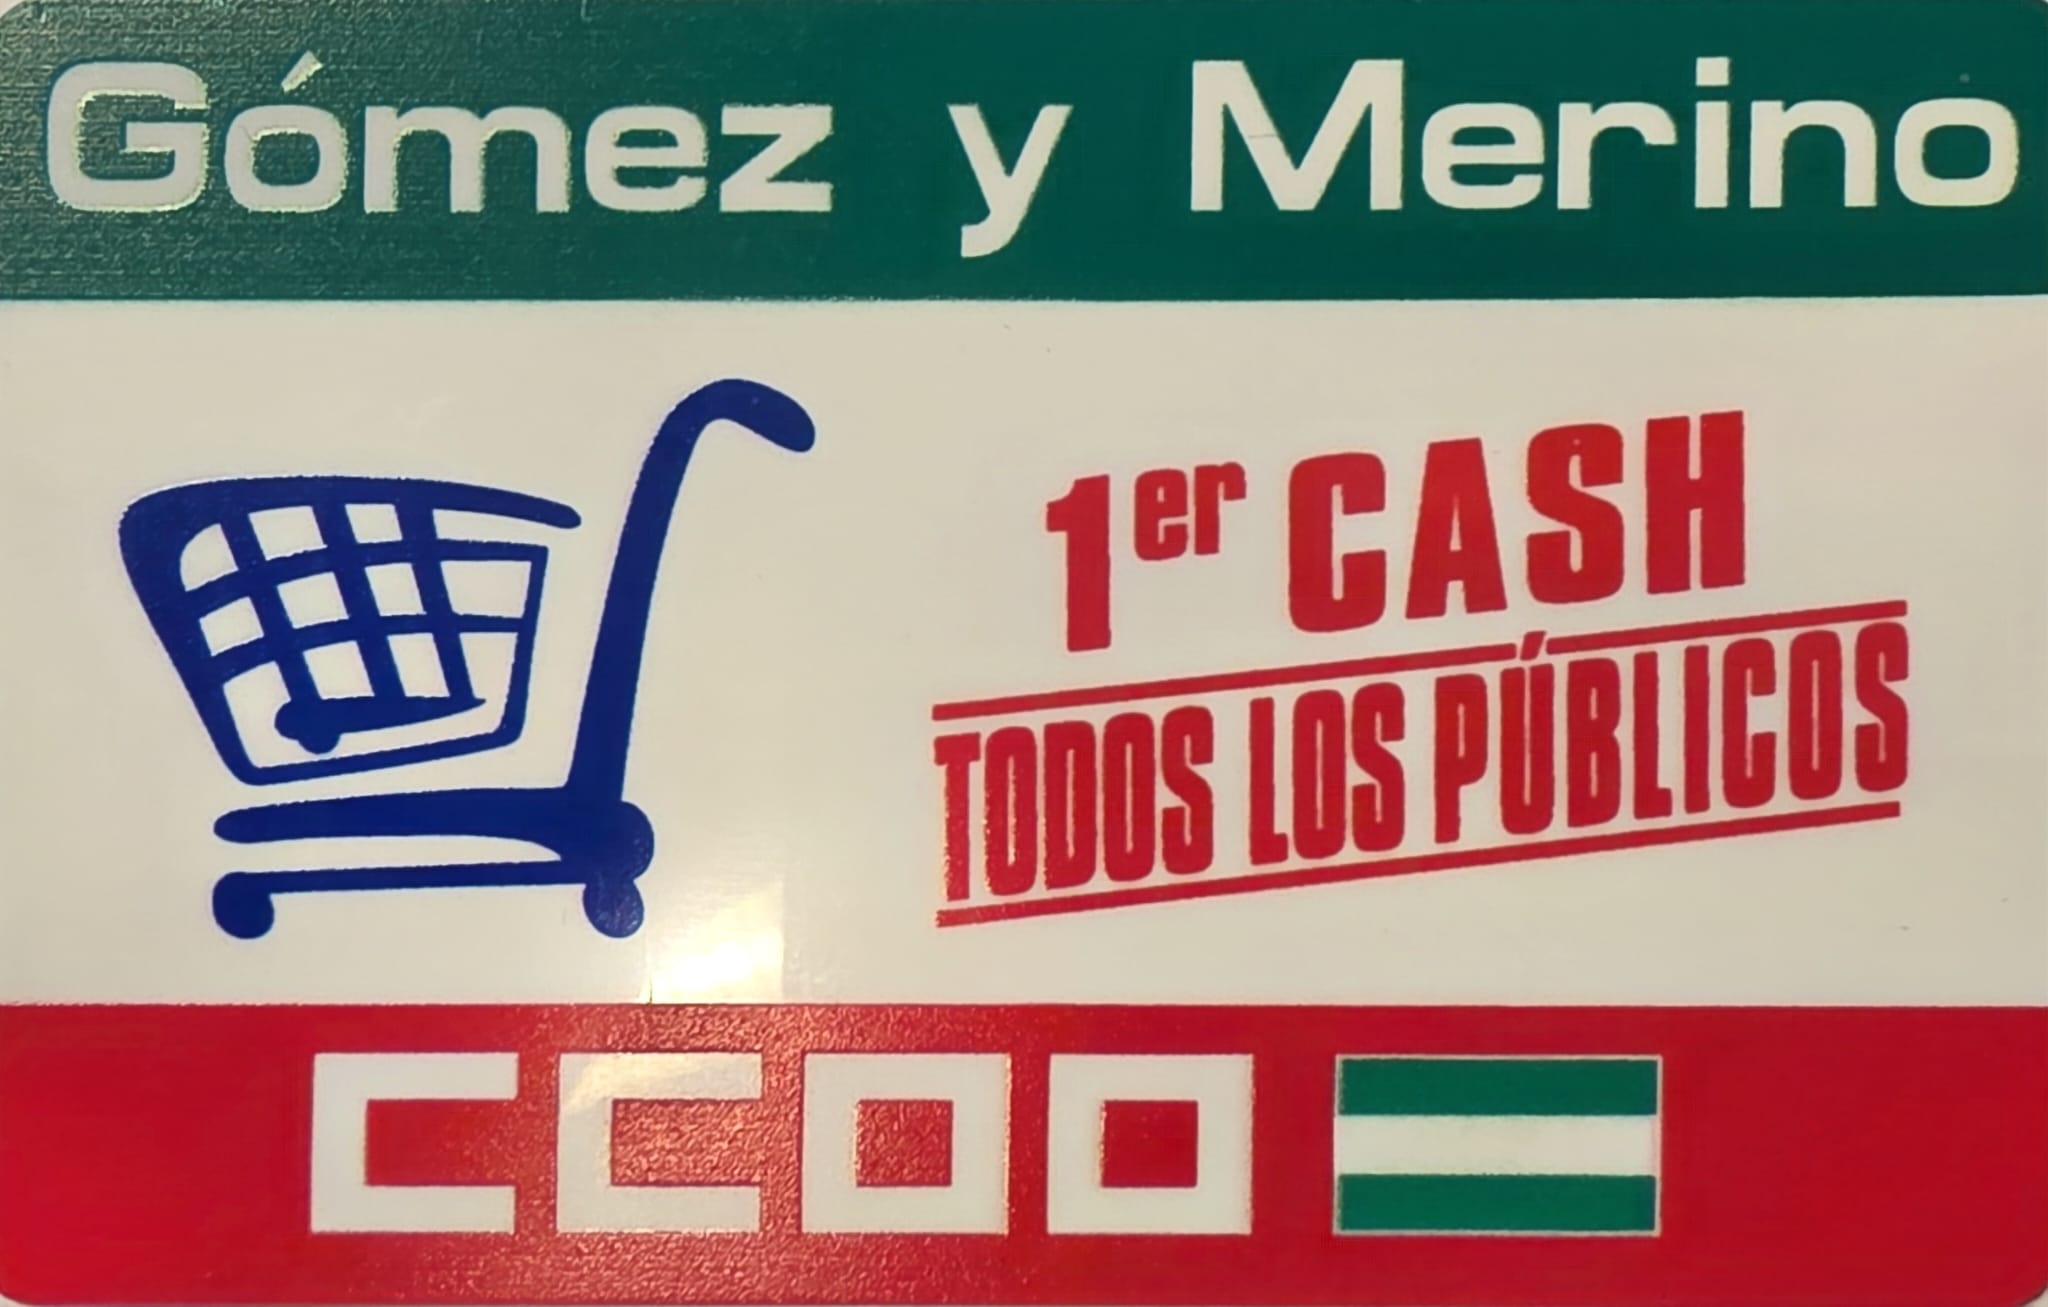 Gómez y Merino
1er CASH
TODOS LOS PÚBLICOS
CCOO